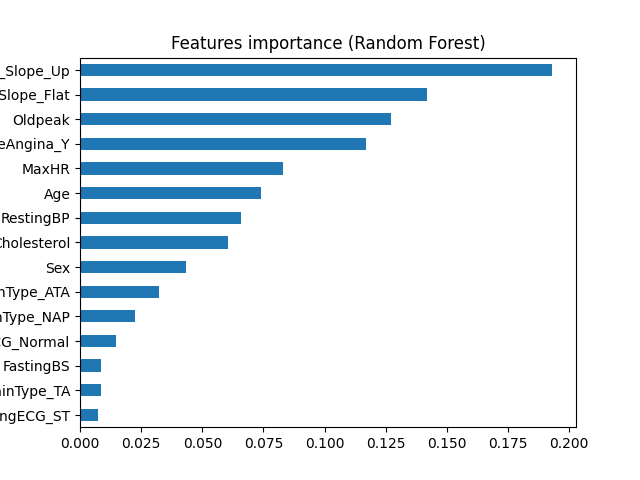 Features importance (Random Forest)
_Slope_Up
Slope_Flat
Oldpeak
eAngina_Y
MaxHR
Age
RestingBP
Cholesterol
Sex
nType_ATA
nType_NAP
CG_Normal
FastingBS
ainType_TA
ngECG_ST
0.000 0.025 0.050 0.075 0.100 0.125 0.150 0.175 0.200